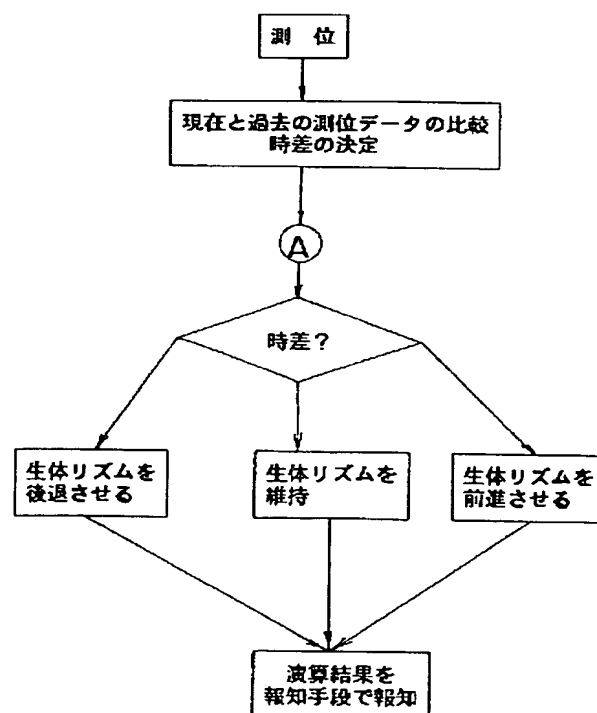 測 位
現在と過去の測位データの比較
時差の決定
A
時差？
生体リズムを
後退させる
生体リズムを
維持
生体リズムを
前進させる
演算結果を
報知手段で報知